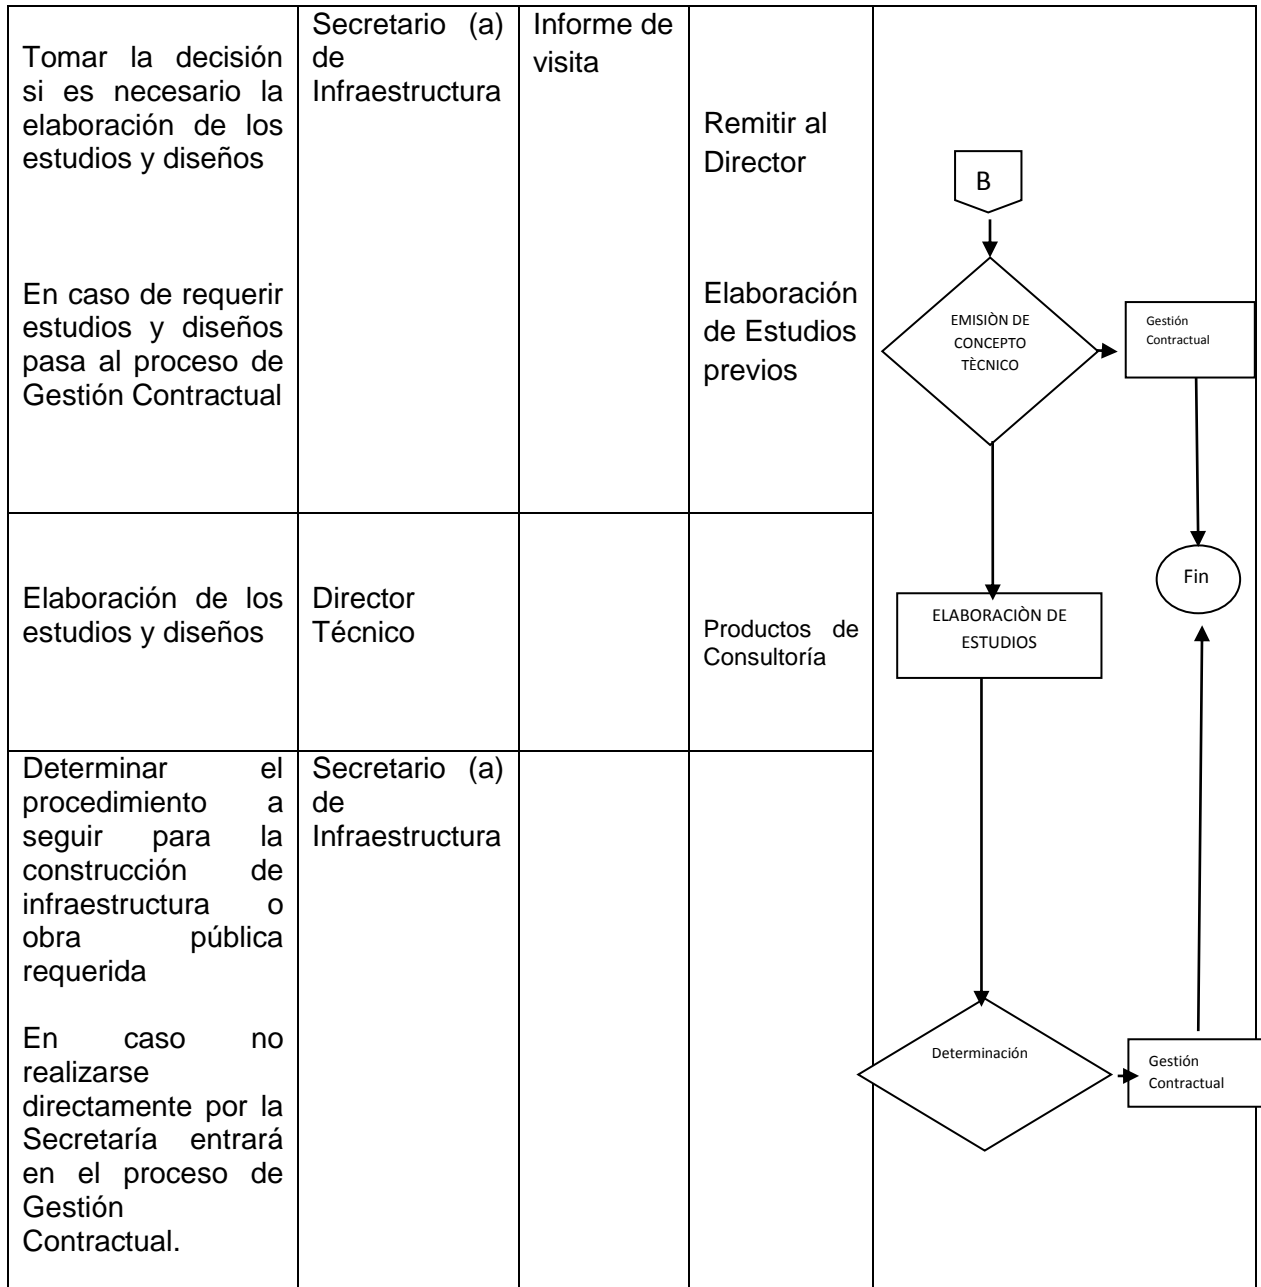 Tomar la decisión
si es necesario la
elaboración de los
estudios y diseños
En caso de requerir
estudios y diseños
pasa al proceso de
Gestión Contractual
Secretario (a)
de
Infraestructura
Informe de
visita
Remitir al
Director
Elaboración
de Estudios
previos
B
EMISIÒN DE
CONCEPTO
TÈCNICO
Gestión
Contractual
Elaboración de los
estudios y diseños
Director
Técnico
Productos de
Consultoría
ELABORACIÒN DE
ESTUDIOS
Fin
Determinar el
procedimiento a
seguir para la
construcción de
infraestructura o
obra pública
requerida
En caso no
realizarse
directamente por la
Secretaría entrará
en el proceso de
Gestión
Contractual.
Secretario (a)
de
Infraestructura
Determinación
Gestión
Contractual